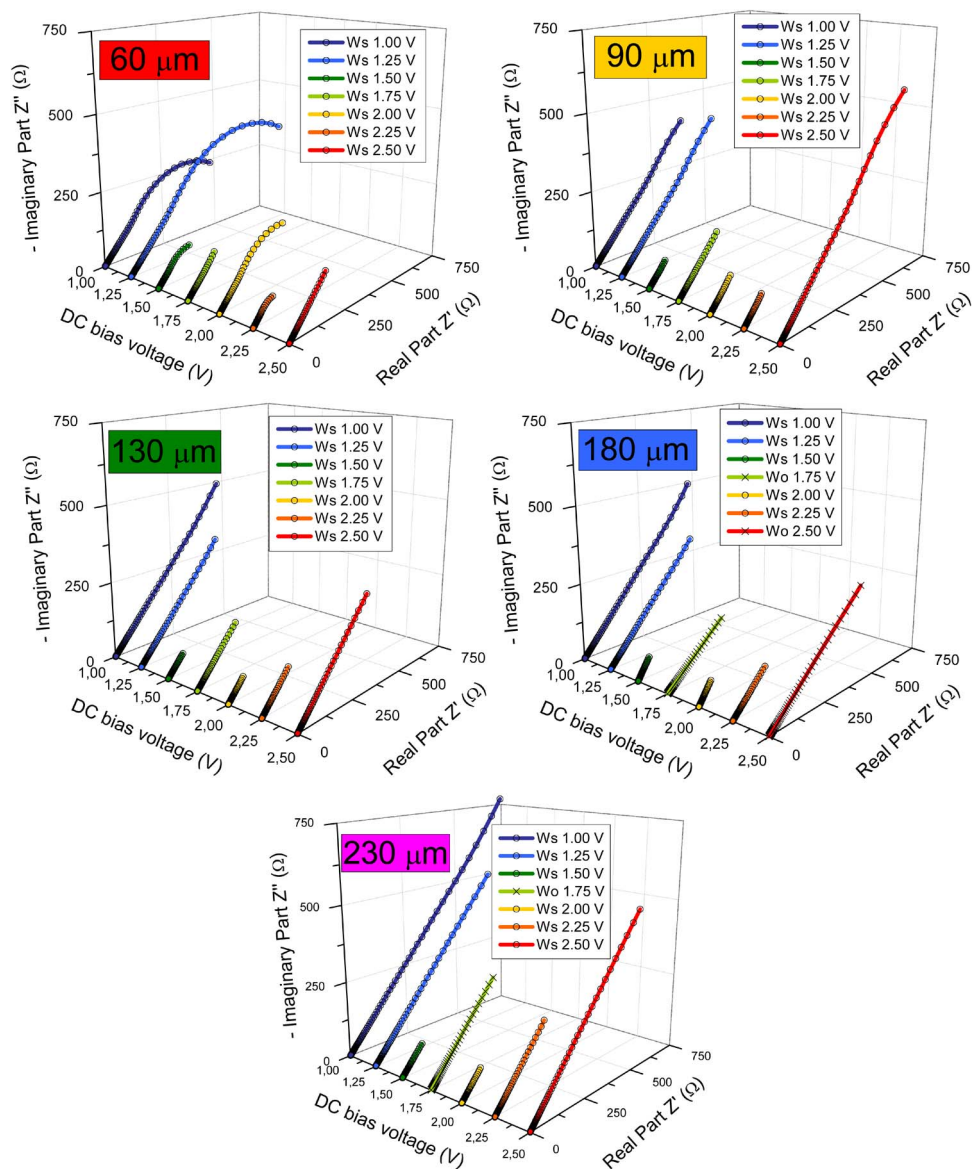 60 μm
Ws 1.00 V
Ws 1.25 V
Ws 1.50 V
Ws 1.75 V
Ws 2.00 V
Ws 2.25 V
Ws 2.50 V
- Imaginary Part Z'' (Ω)
750
500
250
0
1,00
1,25
1,50
1,75
2,00
2,25
2,50
DC bias voltage (V)
0
250
500
750
Real Part Z' (Ω)
90 μm
Ws 1.00 V
Ws 1.25 V
Ws 1.50 V
Ws 1.75 V
Ws 2.00 V
Ws 2.25 V
Ws 2.50 V
- Imaginary Part Z'' (Ω)
750
500
250
0
1,00
1,25
1,50
1,75
2,00
2,25
2,50
DC bias voltage (V)
0
250
500
750
Real Part Z' (Ω)
130 μm
Ws 1.00 V
Ws 1.25 V
Ws 1.50 V
Ws 1.75 V
Ws 2.00 V
Ws 2.25 V
Ws 2.50 V
- Imaginary Part Z'' (Ω)
750
500
250
0
1,00
1,25
1,50
1,75
2,00
2,25
2,50
DC bias voltage (V)
0
250
500
750
Real Part Z' (Ω)
180 μm
Ws 1.00 V
Ws 1.25 V
Ws 1.50 V
Wo 1.75 V
Ws 2.00 V
Ws 2.25 V
Wo 2.50 V
- Imaginary Part Z'' (Ω)
750
500
250
0
1,00
1,25
1,50
1,75
2,00
2,25
2,50
DC bias voltage (V)
0
250
500
750
Real Part Z' (Ω)
230 μm
Ws 1.00 V
Ws 1.25 V
Ws 1.50 V
Wo 1.75 V
Ws 2.00 V
Ws 2.25 V
Ws 2.50 V
- Imaginary Part Z'' (Ω)
750
500
250
0
1,00
1,25
1,50
1,75
2,00
2,25
2,50
DC bias voltage (V)
0
250
500
750
Real Part Z' (Ω)